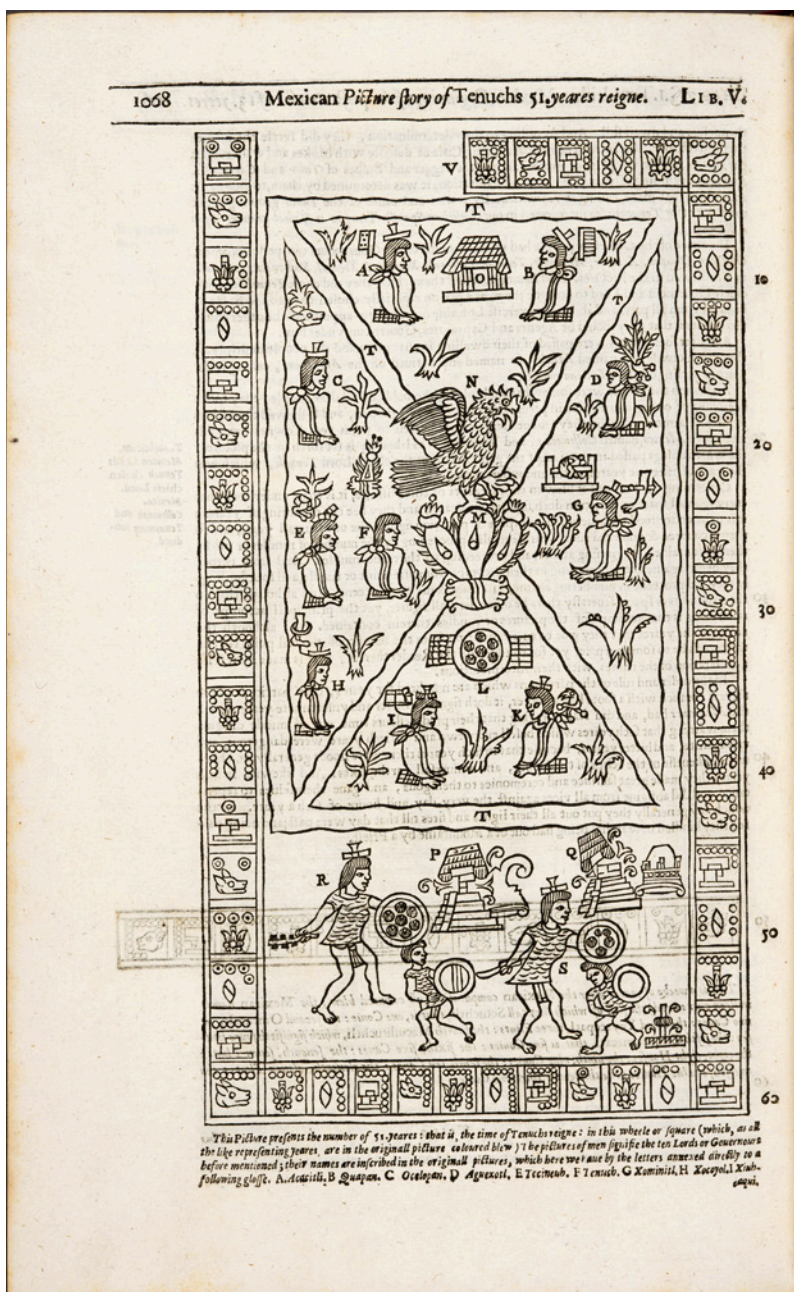 1068 Mexican Picture ſtory of Tenuchs 51.yeares reigne. LIB. V.
V
T
10
A
O
B
T
T
C
N
D
20
M
E
F
G
30
H
L
I
K
40
T
P
Q
R
50
S
60
This Picture preſents the number of 51. yeares: that is, the time of Tenuchs reigne: in this wheele or ſquare (which, as all
the like repreſenting yeares, are in the originall picture coloured blew) The pictures of men ſignifie the ten Lords or Gouernours
before mentioned; their names are inſcribed in the originall pictures, which here we haue by the letters annexed directly to a
following gloſſe. A. Acacitli. B Quapan. C Ocelopan. D Aguexotl. E Tecineuh. F Tenuch. G Xominitl, H Xocoyol. I Xiuh-
caqui.